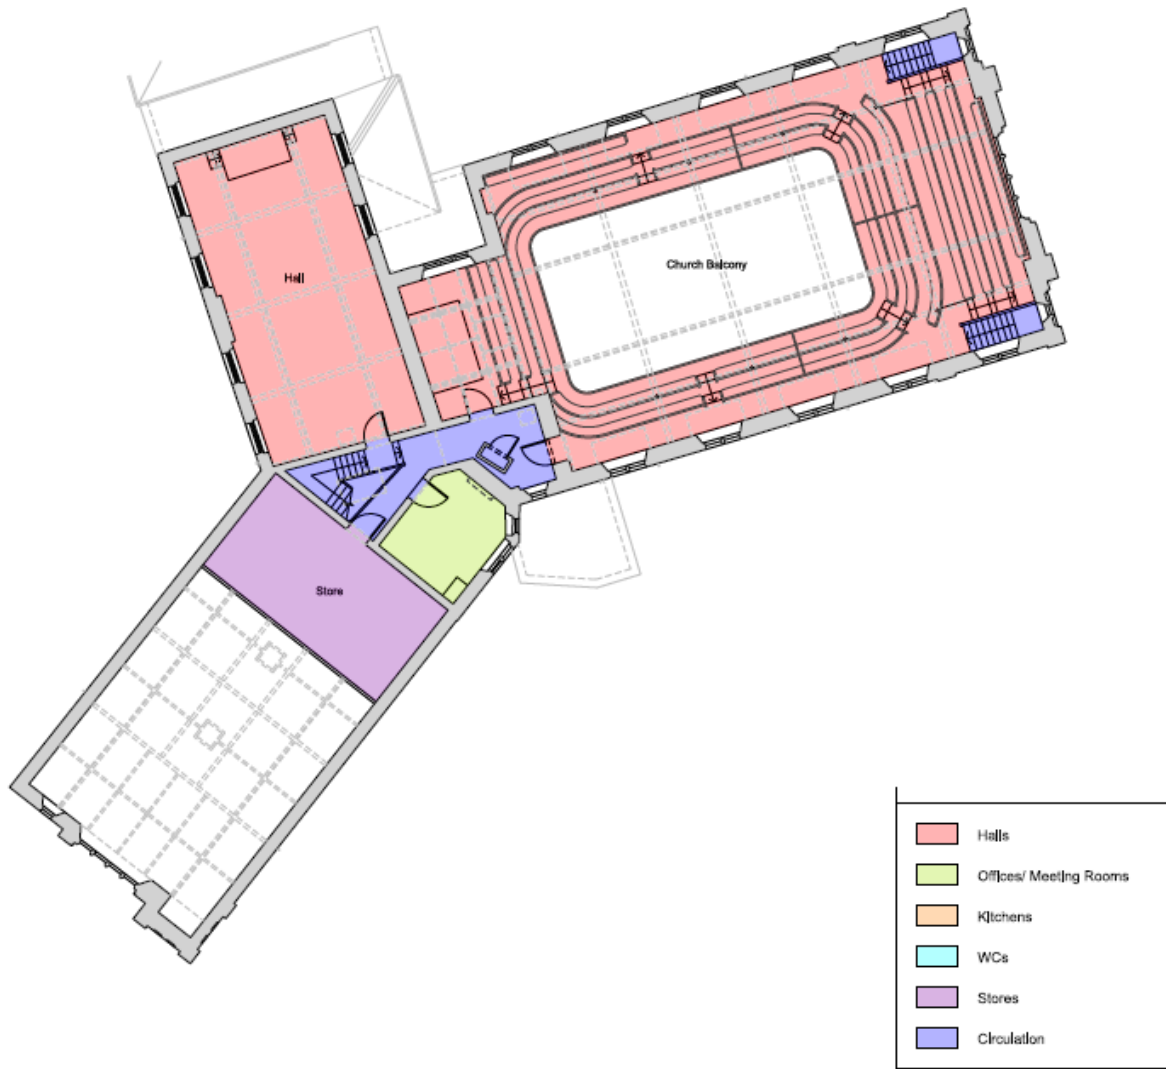 Hall
Church Balcony
Store
Halls
Offices/ Meeting Rooms
Kitchens
WCs
Stores
Circulation